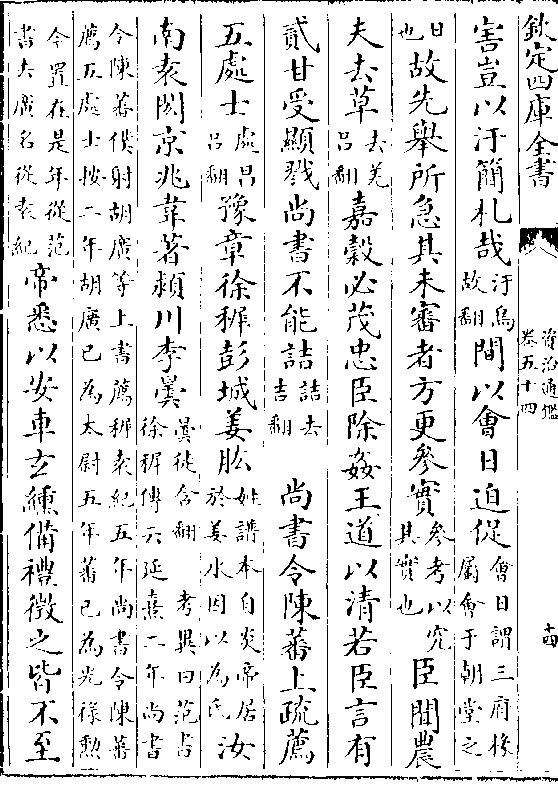 欽定四庫全書
資治通鑑
卷五十四
十四
害豈以汙簡札哉汙烏故翻間以會日迫促會日謂三府掾屬會于朝堂之
日也故先舉所急其未審者方更參實參考以究其實也臣聞農
夫去草去羌呂翻嘉穀必茂忠臣除姦王道以清若臣言有
貳甘受顯戮尚書不能詰詰去吉翻 尚書令陳蕃上疏薦
五處士處昌呂翻豫章徐稺彭城姜肱姓譜本自炎帝居於姜水因以為氏汝
南袁閎京兆韋著潁川李曇曇徒含翻 考異曰范書徐稺傳云延熹二年尚書
令陳蕃僕射胡廣等上書薦稺袁紀五年尚書令陳蕃薦五處士按二年胡廣已為太尉五年蕃已為光祿勲
今置在是年從范書去廣名從袁紀帝悉以安車玄纁備禮徵之皆不至